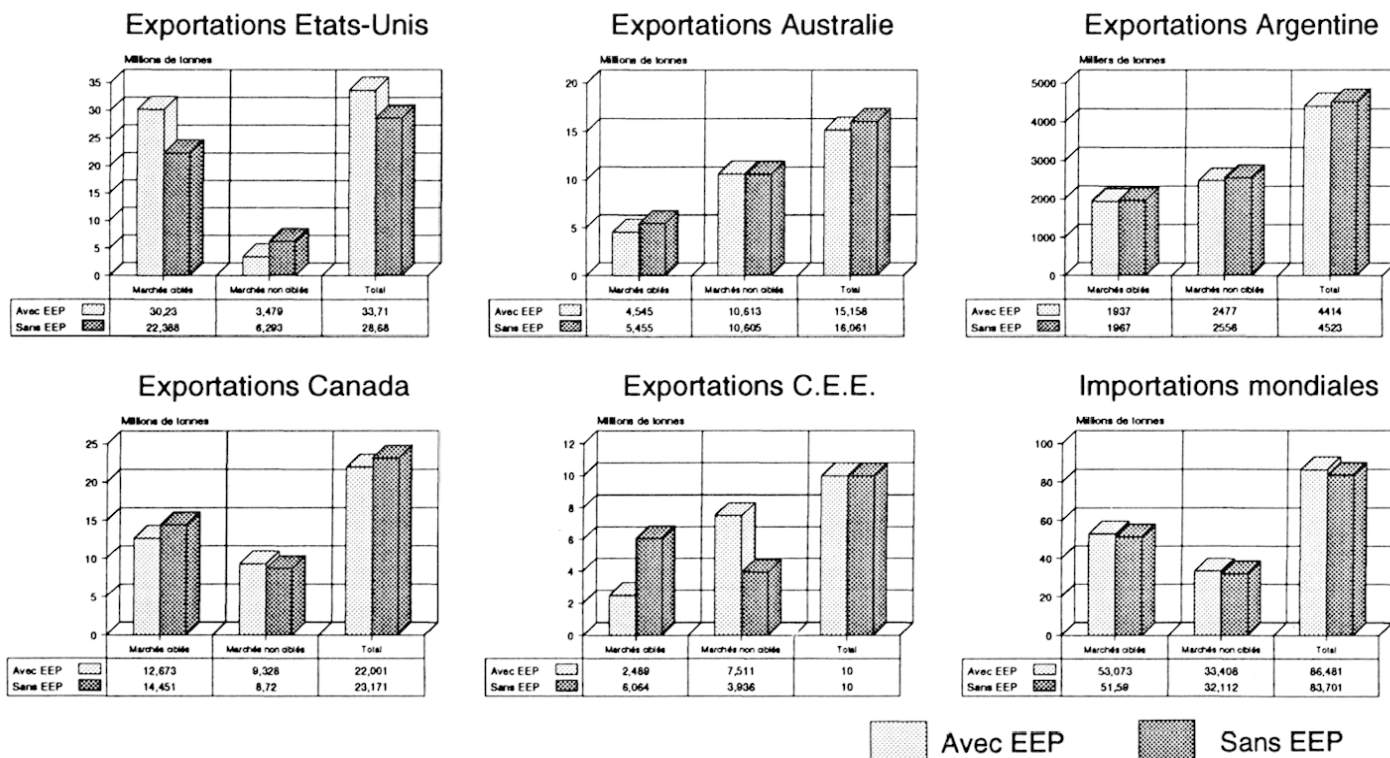 Exportations Etats-Unis
Millions de tonnes
35
30
25
20
15
10
5
0
Marchés ciblés Marchés non ciblés Total
Avec EEP 30,23 3,479 33,71
Sans EEP 22,388 6,293 28,68
Exportations Australie
Millions de tonnes
20
15
10
5
0
Marchés ciblés Marchés non ciblés Total
Avec EEP 4,545 10,613 15,158
Sans EEP 5,455 10,605 16,061
Exportations Argentine
Milliers de tonnes
5000
4000
3000
2000
1000
0
Marchés ciblés Marchés non ciblés Total
Avec EEP 1937 2477 4414
Sans EEP 1967 2556 4523
Exportations Canada
Millions de tonnes
25
20
15
10
5
0
Marchés ciblés Marchés non ciblés Total
Avec EEP 12,673 9,328 22,001
Sans EEP 14,451 8,72 23,171
Exportations C.E.E.
Millions de tonnes
12
10
8
6
4
2
0
Marchés ciblés Marchés non ciblés Total
Avec EEP 2,489 7,511 10
Sans EEP 6,064 3,936 10
Importations mondiales
Millions de tonnes
100
80
60
40
20
0
Marchés ciblés Marchés non ciblés Total
Avec EEP 53,073 33,408 86,481
Sans EEP 51,59 32,112 83,701
Avec EEP Sans EEP